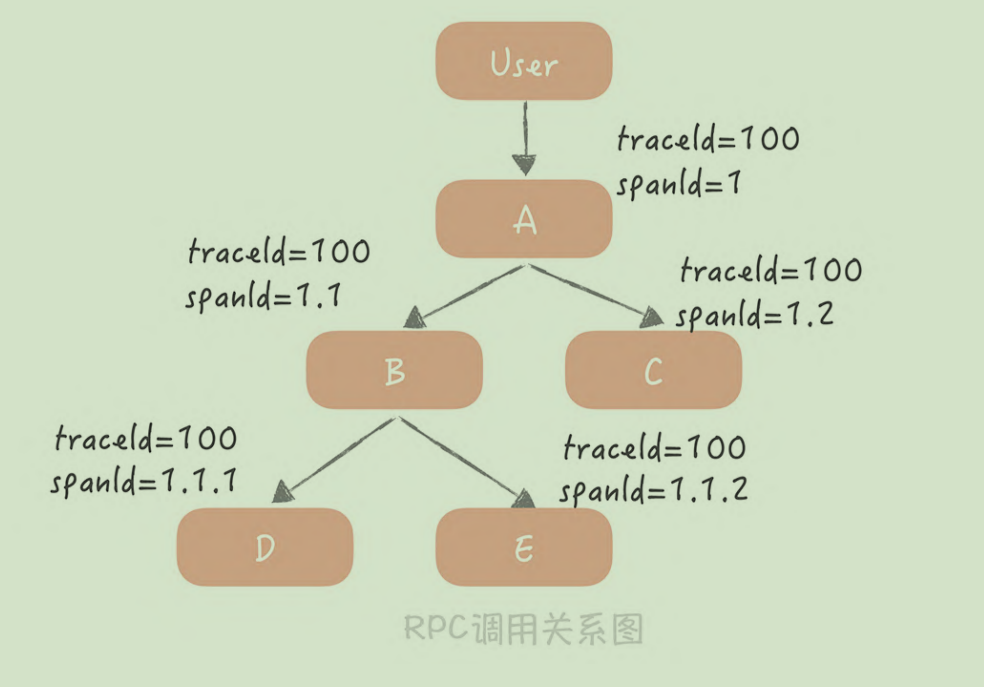 User
traceId=100
spanId=1
A
traceId=100
spanId=1.1
traceId=100
spanId=1.2
B
C
traceId=100
spanId=1.1.1
traceId=100
spanId=1.1.2
D
E
RPC调用关系图